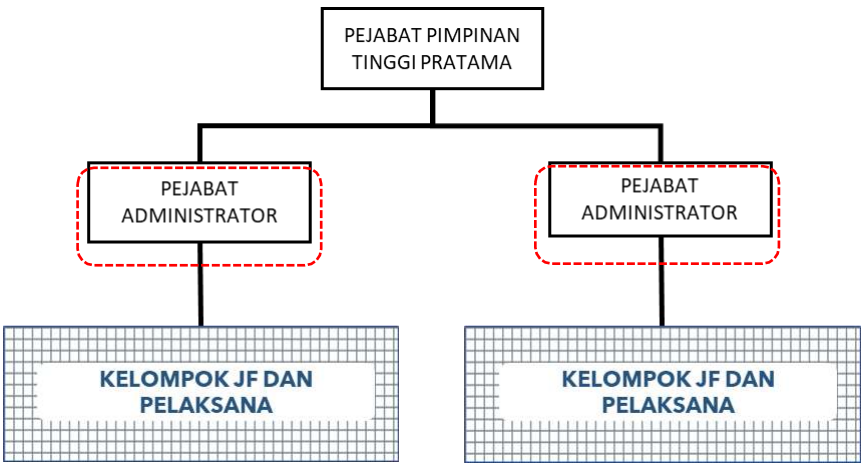 PEJABAT PIMPINAN
TINGGI PRATAMA
PEJABAT
ADMINISTRATOR
PEJABAT
ADMINISTRATOR
KELOMPOK JF DAN
PELAKSANA
KELOMPOK JF DAN
PELAKSANA